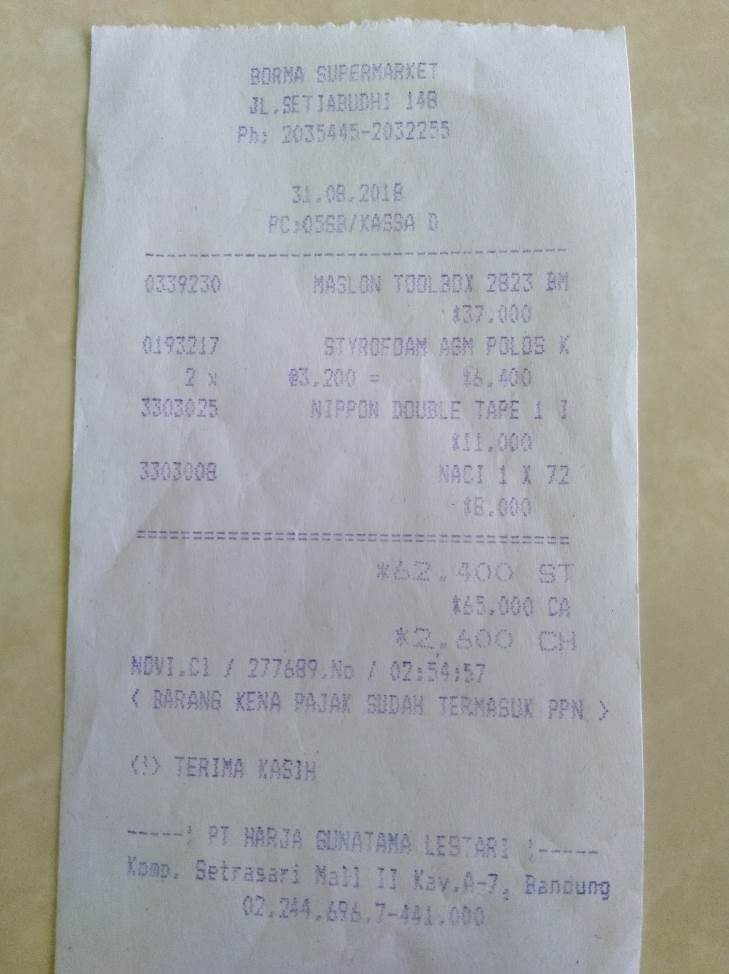 BORMA SUPERMARKET
JL.SETIABUDHI 148
Ph: 2035445-2032255
31.08.2018
PC:05SB/KASSA D
-----------------------------------------
0339230 MASLON TOOLBOX 2823 BM
*37.000
0193217 STYROFOAM AGM POLOS K
2 x @3.200 = *6.400
3303025 NIPPON DOUBLE TAPE 1 I
*11.000
3303008 NACI 1 X 72
*8.000
=========================================
*62.400 ST
*65.000 CA
*2.600 CH
NOVI.C1 / 277689.No / 02:54:57
< BARANG KENA PAJAK SUDAH TERMASUK PPN >
<!> TERIMA KASIH
-----: PT HARJA GUNATAMA LESTARI :-----
Komp. Setrasari Mall II Kav.A-7, Bandung
02.244.696.7-441.000